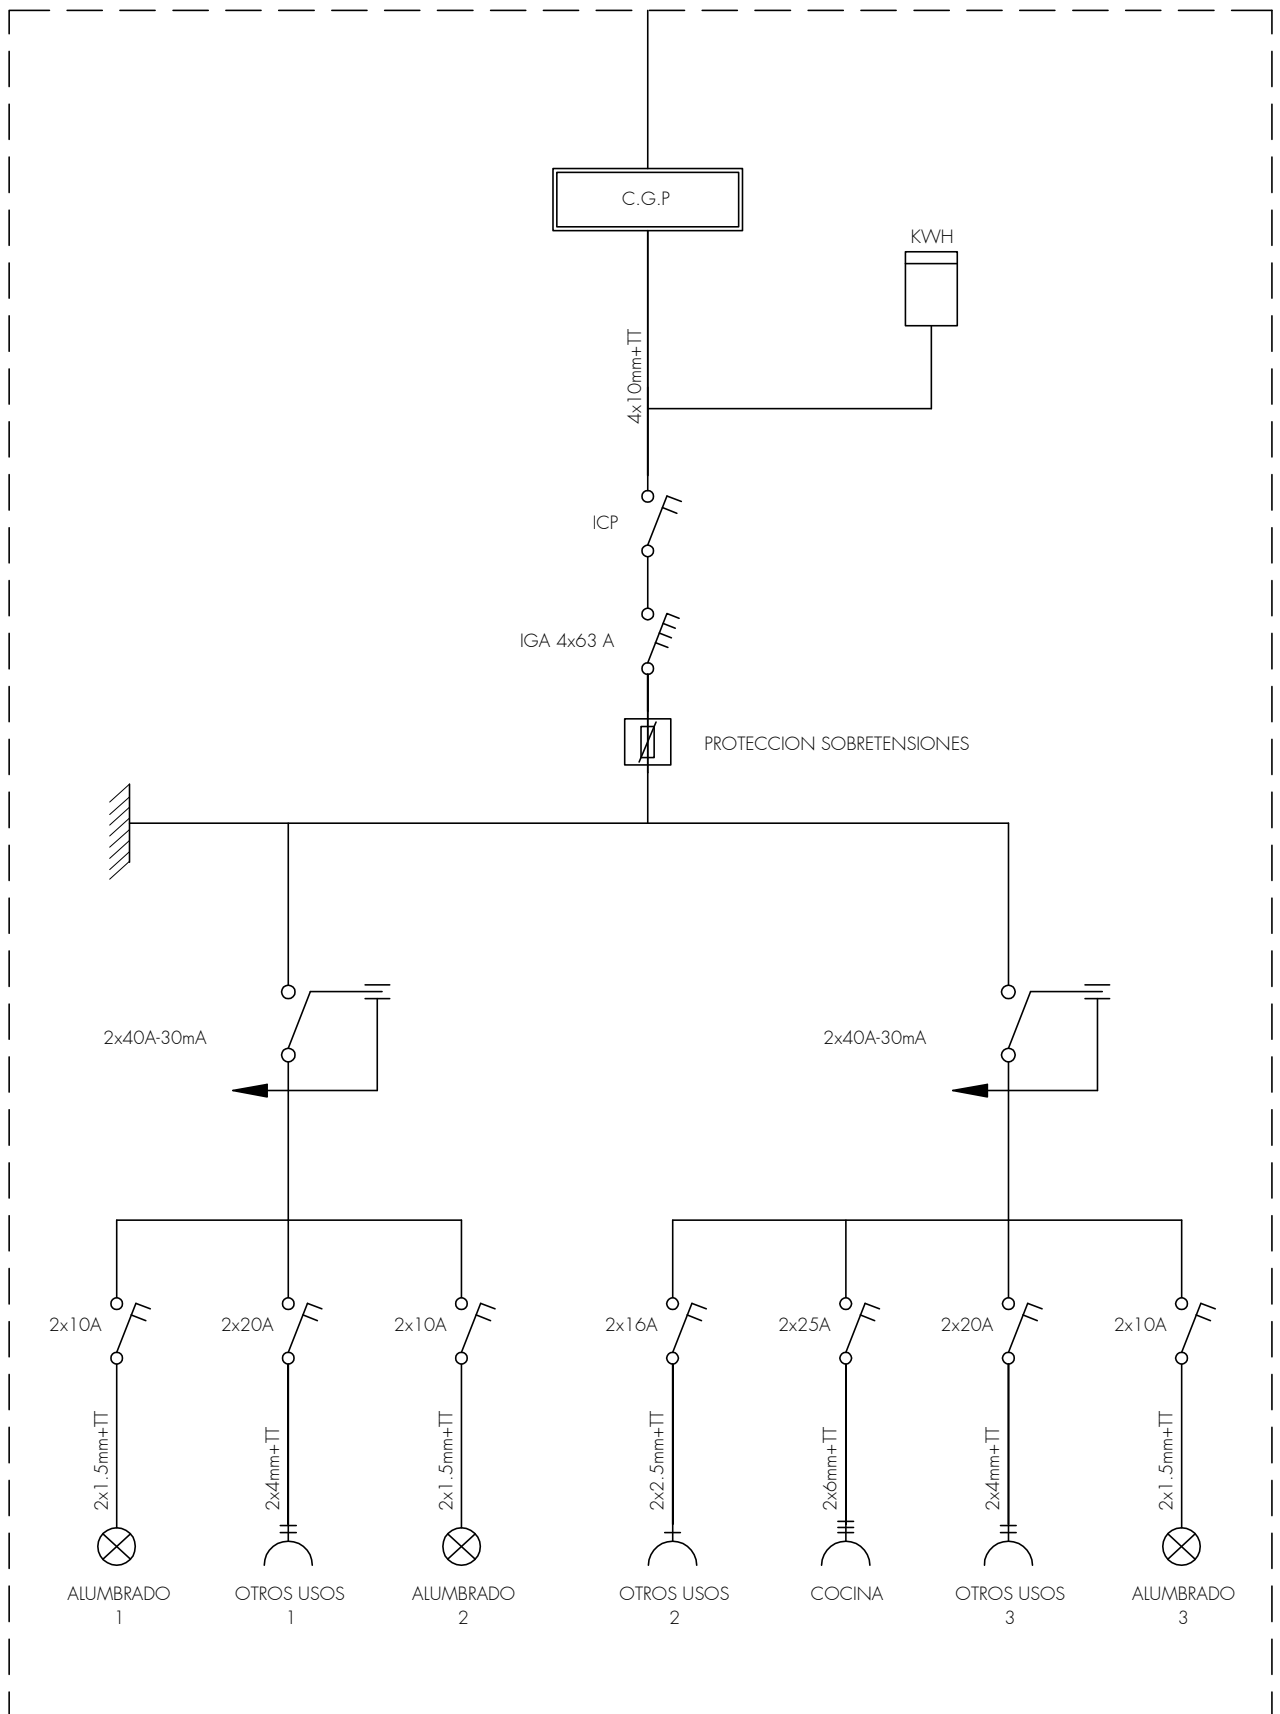 C.G.P
KWH
4x10mm+TT
ICP
IGA 4x63 A
PROTECCION SOBRETENSIONES
2x40A-30mA
2x40A-30mA
2x10A
2x20A
2x10A
2x16A
2x25A
2x20A
2x10A
2x1.5mm+TT
2x4mm+TT
2x1.5mm+TT
2x2.5mm+TT
2x6mm+TT
2x4mm+TT
2x1.5mm+TT
ALUMBRADO
1
OTROS USOS
1
ALUMBRADO
2
OTROS USOS
2
COCINA
OTROS USOS
3
ALUMBRADO
3